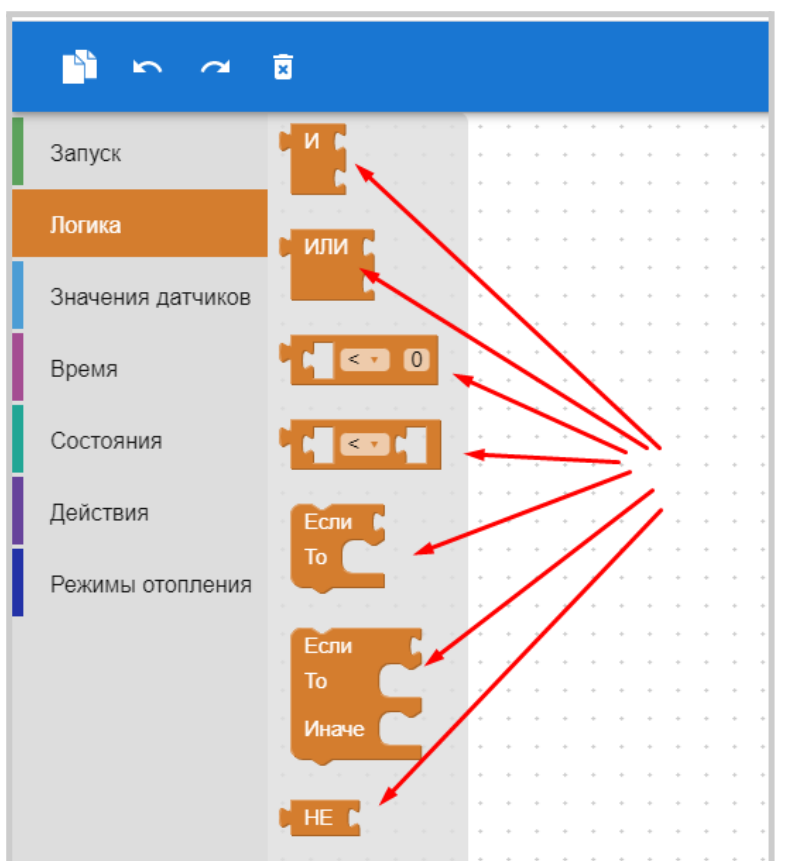 Запуск
Логика
Значения датчиков
Время
Состояния
Действия
Режимы отопления
И
ИЛИ
< 0
<
Если
То
Если
То
Иначе
НЕ